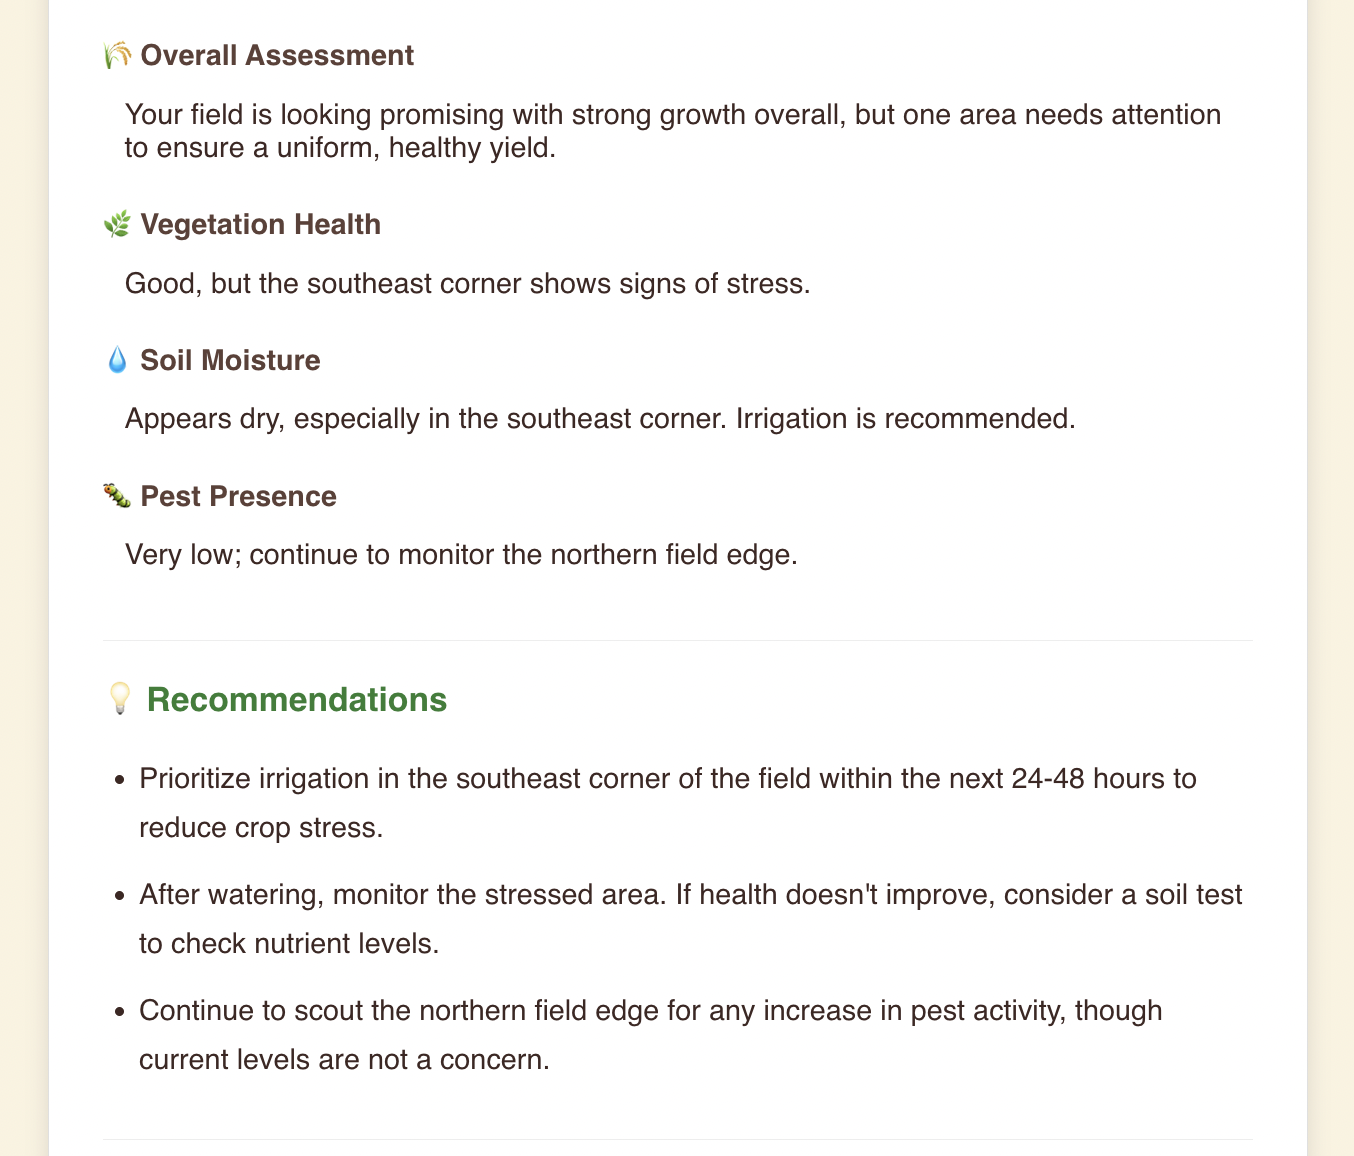 🌾 Overall Assessment
Your field is looking promising with strong growth overall, but one area needs attention
to ensure a uniform, healthy yield.
🌿 Vegetation Health
Good, but the southeast corner shows signs of stress.
💧 Soil Moisture
Appears dry, especially in the southeast corner. Irrigation is recommended.
🐛 Pest Presence
Very low; continue to monitor the northern field edge.
💡 Recommendations
• Prioritize irrigation in the southeast corner of the field within the next 24-48 hours to
reduce crop stress.
• After watering, monitor the stressed area. If health doesn't improve, consider a soil test
to check nutrient levels.
• Continue to scout the northern field edge for any increase in pest activity, though
current levels are not a concern.